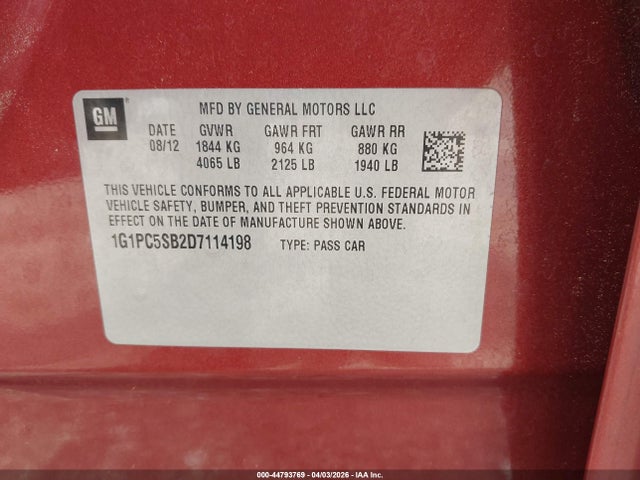 GM
MFD BY GENERAL MOTORS LLC
DATE GVWR GAWR FRT GAWR RR
08/12 1844 KG 964 KG 880 KG
4065 LB 2125 LB 1940 LB
THIS VEHICLE CONFORMS TO ALL APPLICABLE U.S. FEDERAL MOTOR
VEHICLE SAFETY, BUMPER, AND THEFT PREVENTION STANDARDS IN
EFFECT ON THE DATE OF MANUFACTURE SHOWN ABOVE.
1G1PC5SB2D7114198 TYPE: PASS CAR
000-44793769 - 04/03/2026 - IAA Inc.